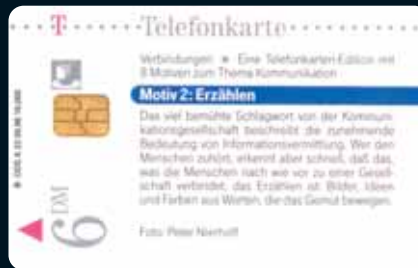 T Telefonkarte
Verbindungen Eine Telefonkarten-Edition mit
8 Motiven zum Thema Kommunikation
Motiv 2: Erzählen
Das viel bemühte Schlagwort von der Kommuni-
kationsgesellschaft beschreibt die zunehmende
Bedeutung von Informationsvermittlung. Wer den
Menschen zuhört, erkennt aber schnell, daß das,
was die Menschen nach wie vor zu einer Gesell-
schaft verbindet, das Erzählen ist: Bilder, Ideen
und Farben aus Worten, die das Gemüt bewegen.
Foto: Peter Nierhoff
6 DM